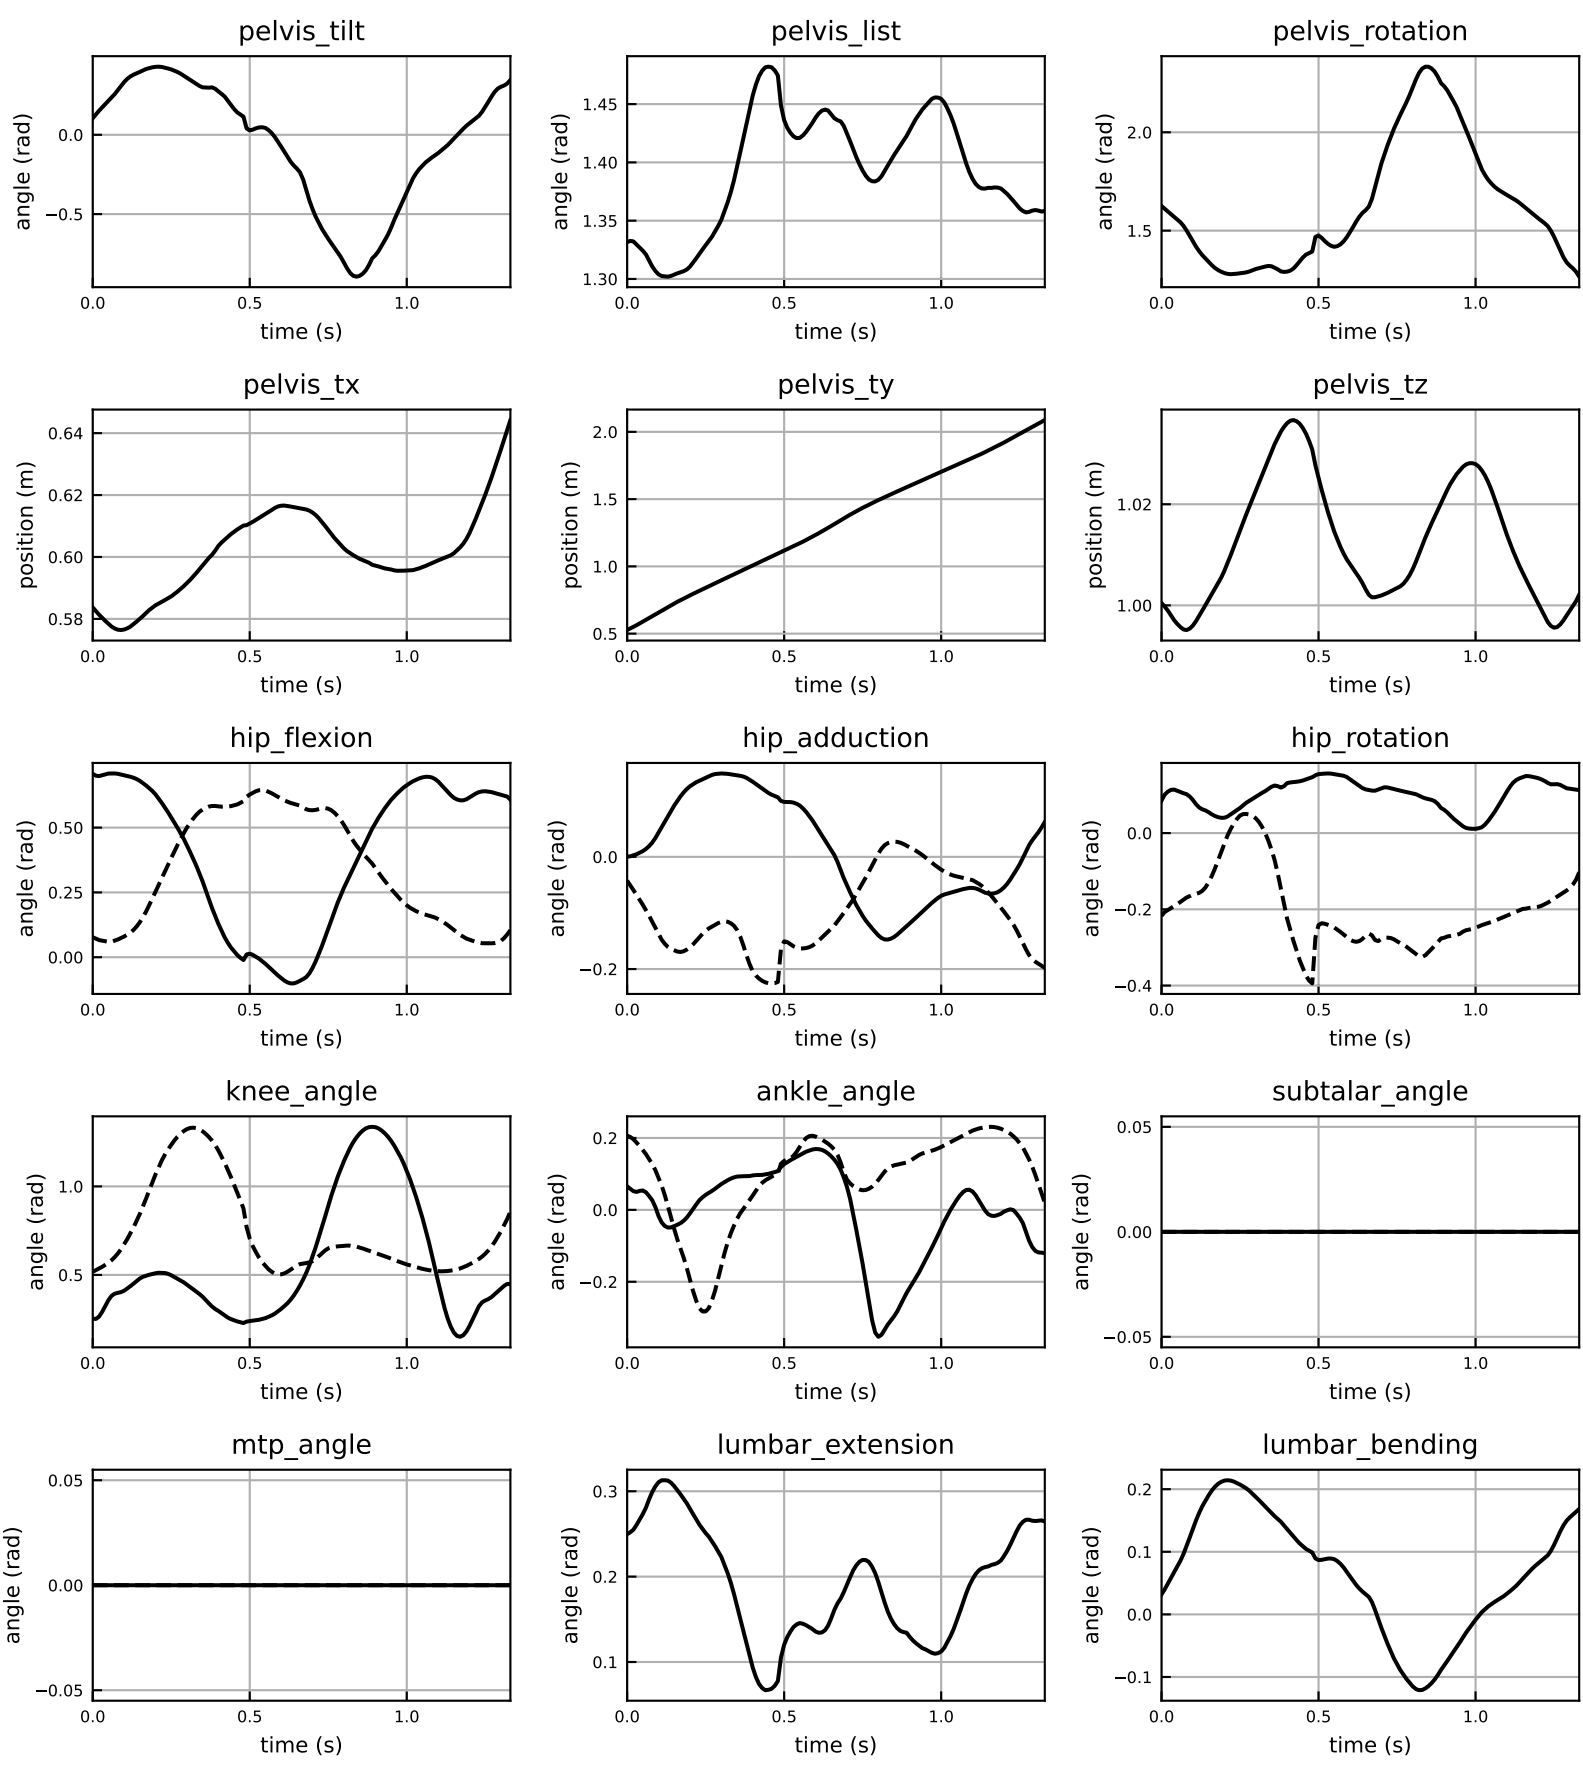 pelvis_tilt
angle (rad)
0.0
−0.5
0.0 0.5 1.0
time (s)
pelvis_list
angle (rad)
1.45
1.40
1.35
1.30
0.0 0.5 1.0
time (s)
pelvis_rotation
angle (rad)
2.0
1.5
0.0 0.5 1.0
time (s)
pelvis_tx
position (m)
0.64
0.62
0.60
0.58
0.0 0.5 1.0
time (s)
pelvis_ty
position (m)
2.0
1.5
1.0
0.5
0.0 0.5 1.0
time (s)
pelvis_tz
position (m)
1.02
1.00
0.0 0.5 1.0
time (s)
hip_flexion
angle (rad)
0.50
0.25
0.00
0.0 0.5 1.0
time (s)
hip_adduction
angle (rad)
0.0
−0.2
0.0 0.5 1.0
time (s)
hip_rotation
angle (rad)
0.0
−0.2
−0.4
0.0 0.5 1.0
time (s)
knee_angle
angle (rad)
1.0
0.5
0.0 0.5 1.0
time (s)
ankle_angle
angle (rad)
0.2
0.0
−0.2
0.0 0.5 1.0
time (s)
subtalar_angle
angle (rad)
0.05
0.00
−0.05
0.0 0.5 1.0
time (s)
mtp_angle
angle (rad)
0.05
0.00
−0.05
0.0 0.5 1.0
time (s)
lumbar_extension
angle (rad)
0.3
0.2
0.1
0.0 0.5 1.0
time (s)
lumbar_bending
angle (rad)
0.2
0.1
0.0
−0.1
0.0 0.5 1.0
time (s)